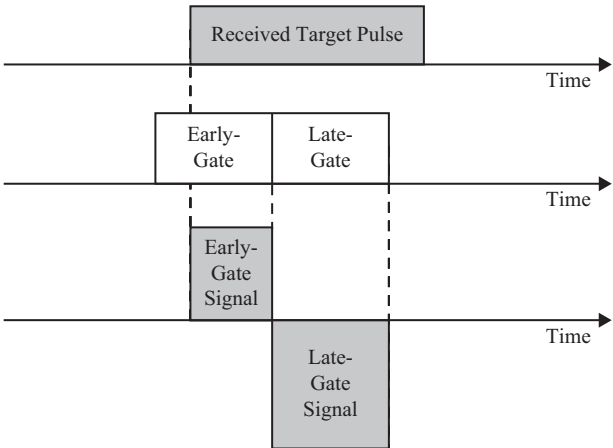 Received Target Pulse
Time
Early-
Gate
Late-
Gate
Time
Early-
Gate
Signal
Time
Late-
Gate
Signal